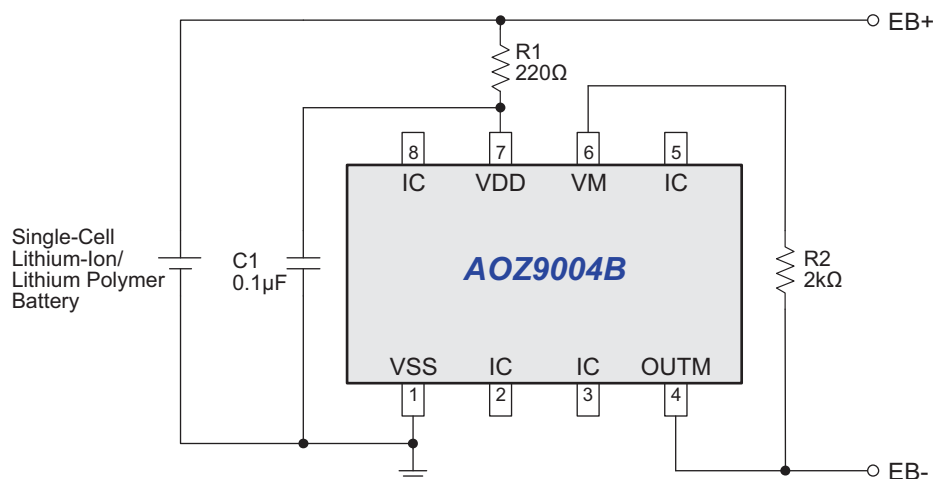 EB+
R1
220Ω
8
7
6
5
IC
VDD
VM
IC
Single-Cell
Lithium-Ion/
Lithium Polymer
Battery
C1
0.1µF
AOZ9004B
R2
2kΩ
VSS
IC
IC
OUTM
1
2
3
4
EB-